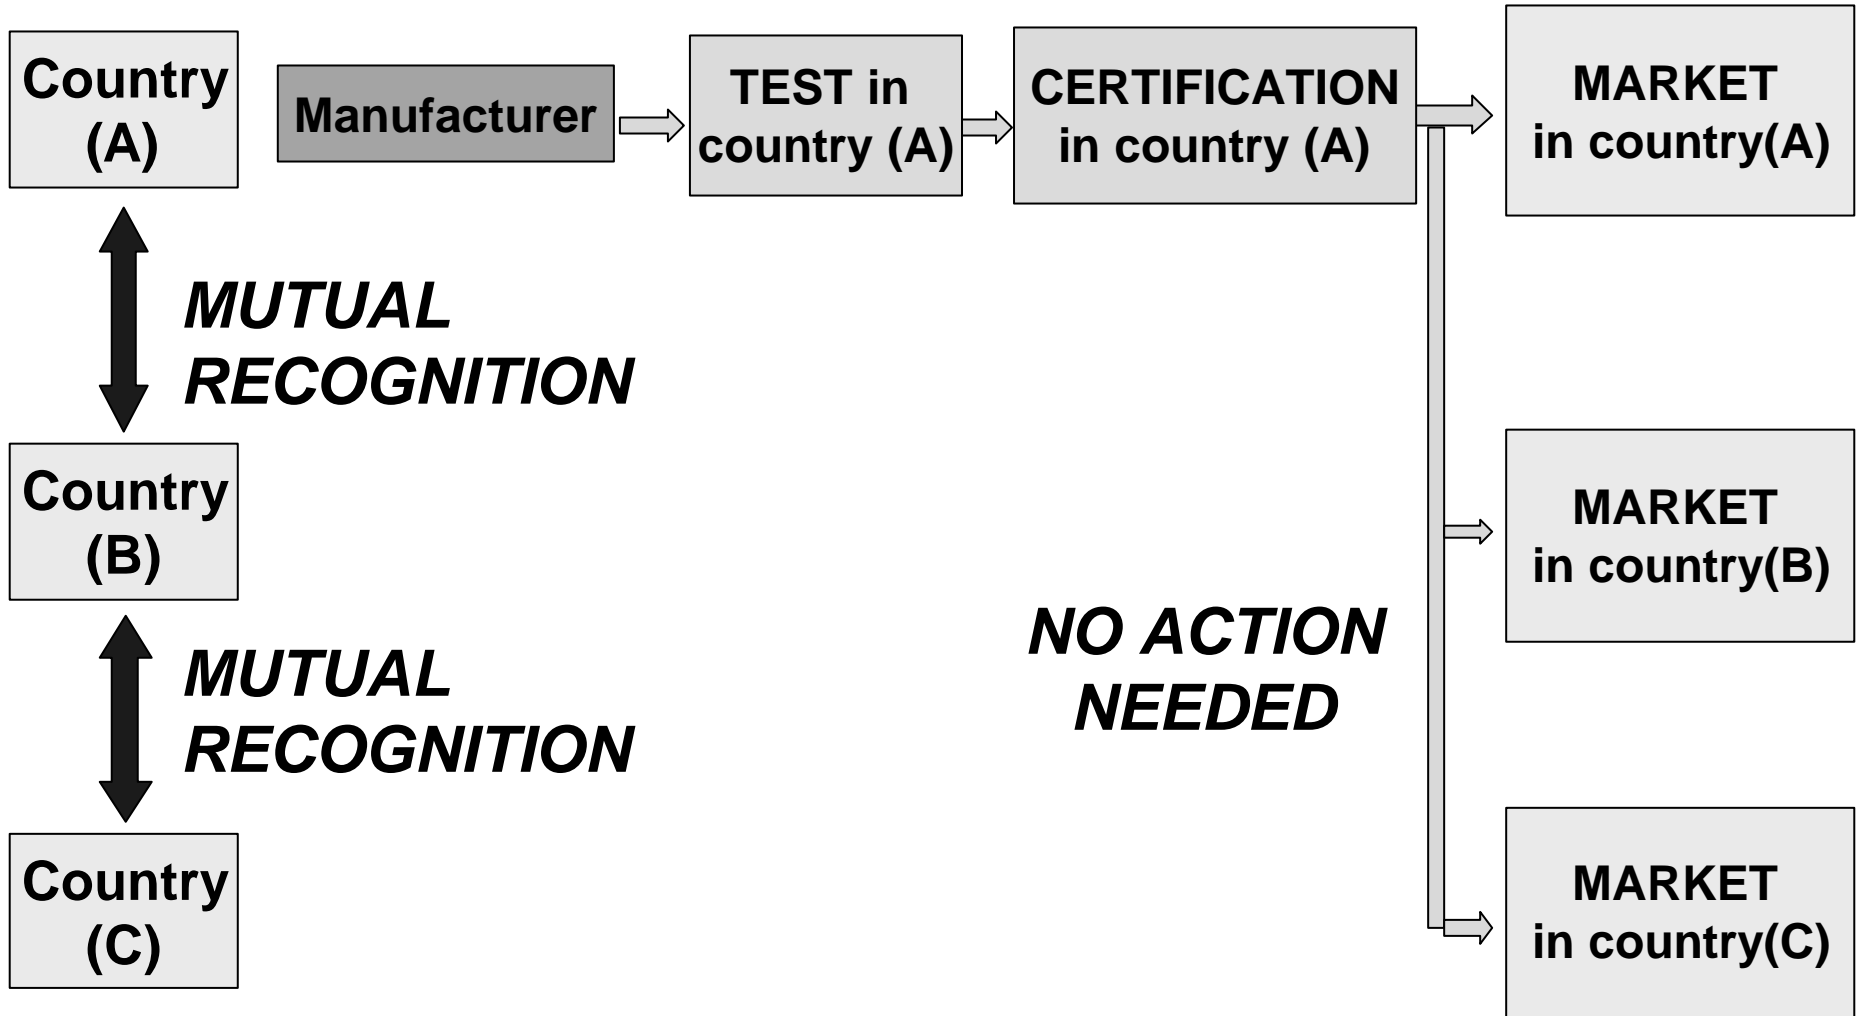 Country
(A)
Manufacturer
TEST in
country (A)
CERTIFICATION
in country (A)
MARKET
in country(A)
MUTUAL
RECOGNITION
Country
(B)
MARKET
in country(B)
NO ACTION
NEEDED
MUTUAL
RECOGNITION
Country
(C)
MARKET
in country(C)